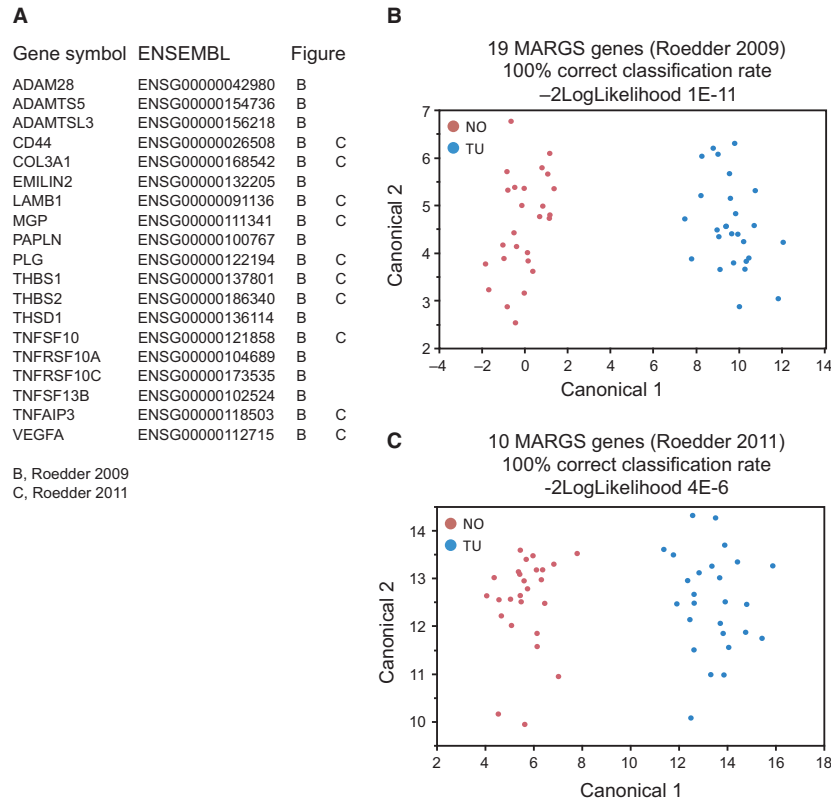 A
Gene symbol ENSEMBL Figure
ADAM28 ENSG00000042980 B
ADAMTS5 ENSG00000154736 B
ADAMTSL3 ENSG00000156218 B
CD44 ENSG00000026508 B C
COL3A1 ENSG00000168542 B C
EMILIN2 ENSG00000132205 B
LAMB1 ENSG00000091136 B C
MGP ENSG00000111341 B C
PAPLN ENSG00000100767 B
PLG ENSG00000122194 B C
THBS1 ENSG00000137801 B C
THBS2 ENSG00000186340 B C
THSD1 ENSG00000136114 B
TNFSF10 ENSG00000121858 B C
TNFRSF10A ENSG00000104689 B
TNFRSF10C ENSG00000173535 B
TNFSF13B ENSG00000102524 B
TNFAIP3 ENSG00000118503 B C
VEGFA ENSG00000112715 B C
B, Roedder 2009
C, Roedder 2011
B
19 MARGS genes (Roedder 2009)
100% correct classification rate
–2LogLikelihood 1E-11
NO
TU
7
6
5
4
3
2
Canonical 2
–4 –2 0 2 4 6 8 10 12 14
Canonical 1
C
10 MARGS genes (Roedder 2011)
100% correct classification rate
-2LogLikelihood 4E-6
NO
TU
14
13
12
11
10
Canonical 2
2 4 6 8 10 12 14 16 18
Canonical 1